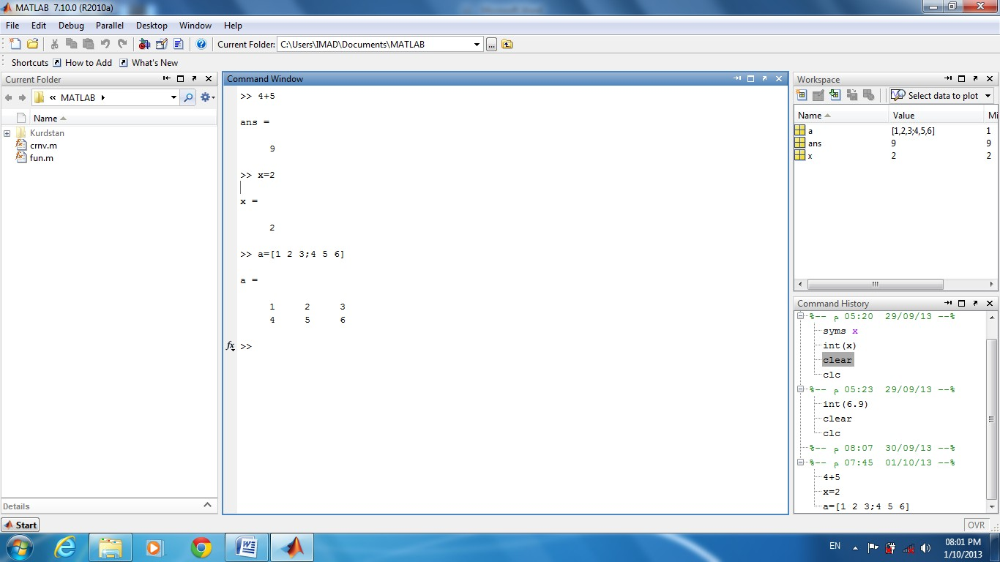 MATLAB 7.10.0 (R2010a)
File Edit Debug Parallel Desktop Window Help
Current Folder: C:\Users\IMAD\Documents\MATLAB ...
Shortcuts How to Add What's New
Current Folder
« MATLAB
Name
Kurdstan
crnv.m
fun.m
Details
Command Window
>> 4+5
ans =
9
>> x=2
x =
2
>> a=[1 2 3;4 5 6]
a =
1 2 3
4 5 6
fx >>
Workspace
Select data to plot
Name Value Mi
a [1,2,3;4,5,6] 1
ans 9 9
x 2 2
Command History
%-- م 05:20 29/09/13 --%
syms x
int(x)
clear
clc
%-- م 05:23 29/09/13 --%
int(6.9)
clear
clc
%-- م 08:07 30/09/13 --%
%-- م 07:45 01/10/13 --%
4+5
x=2
a=[1 2 3;4 5 6]
Start
OVR
EN
08:01 PM
1/10/2013